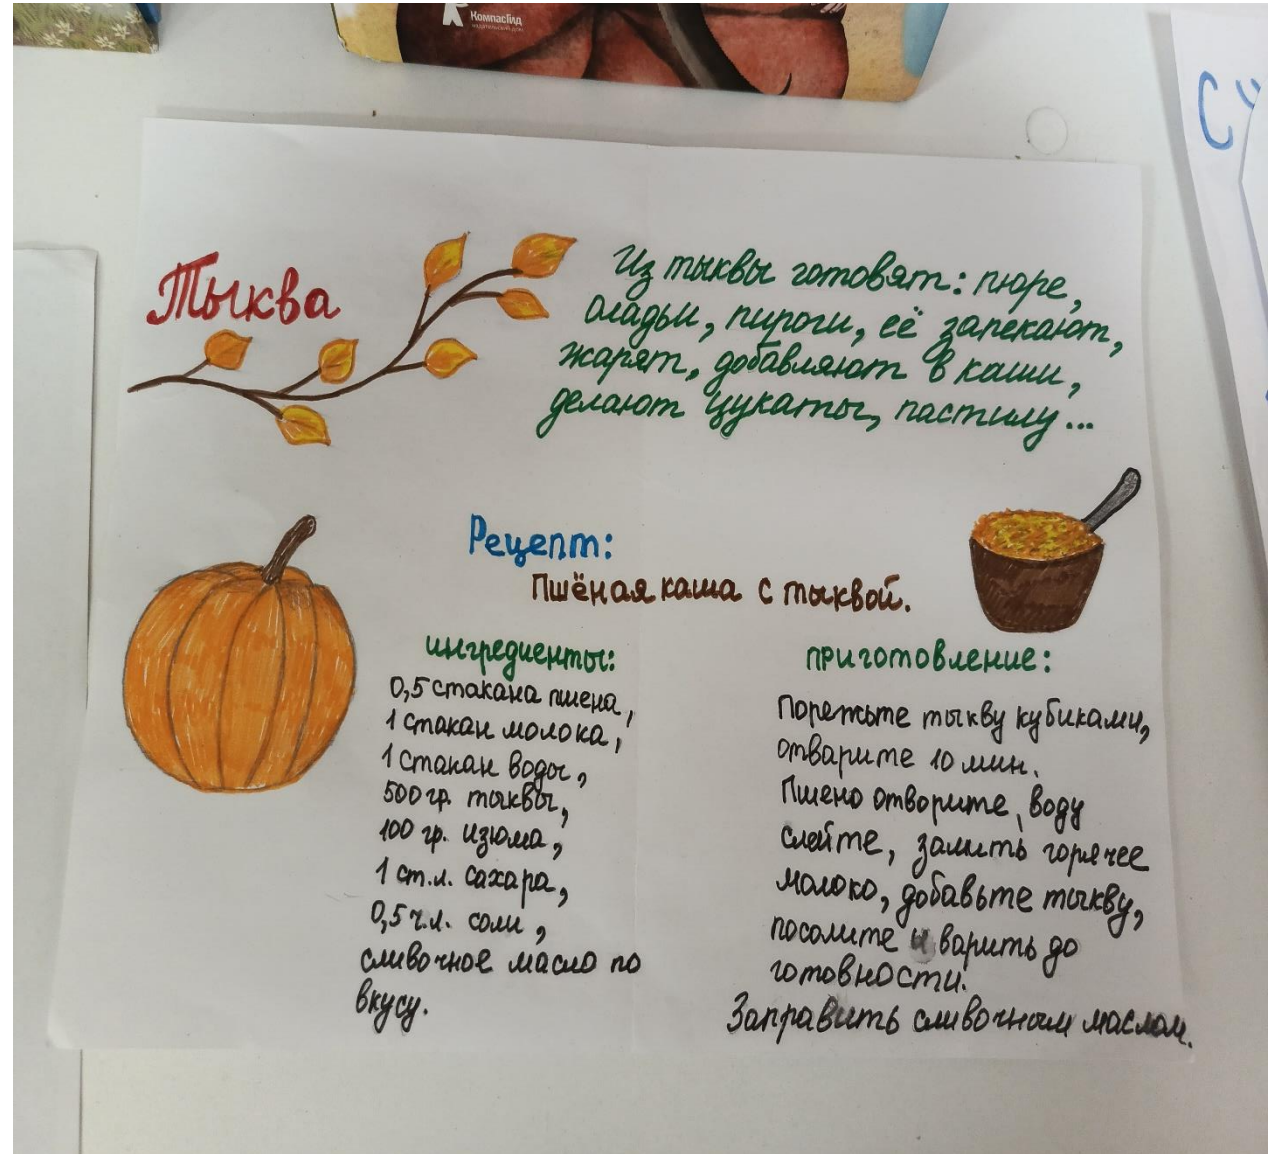 КомпасГид
Тыква
Из тыквы готовят: пюре,
оладьи, пироги, её запекают,
жарят, добавляют в каши,
делают цукаты, пастилу...
Рецепт:
Пшёная каша с тыквой.
ингредиенты:
0,5 стакана пшена,
1 стакан молока,
1 стакан воды,
500 гр. тыквы,
100 гр. изюма,
1 ст.л. сахара,
0,5 ч.л. соли,
сливочное масло по
вкусу.
приготовление:
Порежьте тыкву кубиками,
отварите 10 мин.
Пшено отворите, воду
слейте, залить горячее
молоко, добавьте тыкву,
посолите и варить до
готовности.
Заправить сливочным маслом.